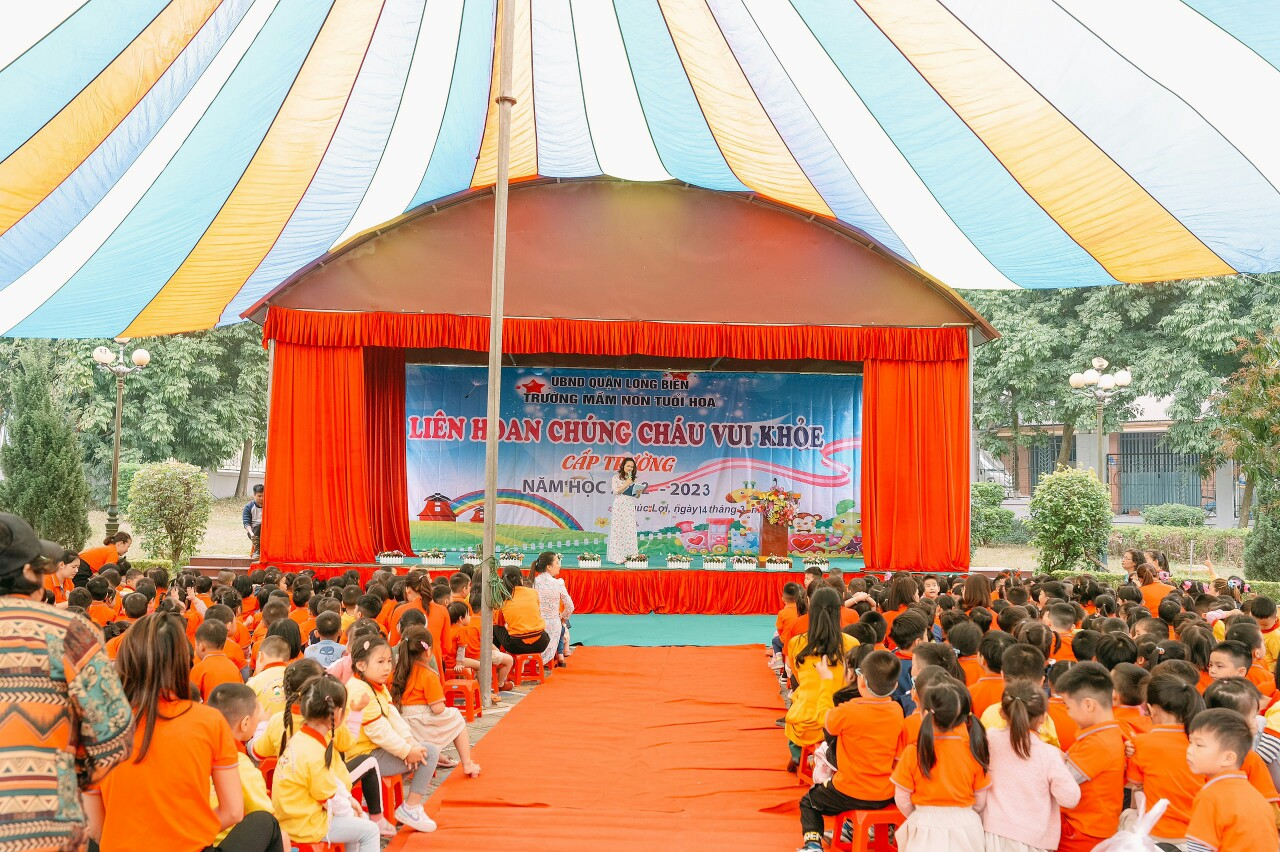 UBND QUẬN LONG BIÊN
TRƯỜNG MẦM NON TUỔI HOA
LIÊN HOAN CHÚNG CHÁU VUI KHỎE
CẤP TRƯỜNG
NĂM HỌC - 2023
Lợi, ngày 14 tháng